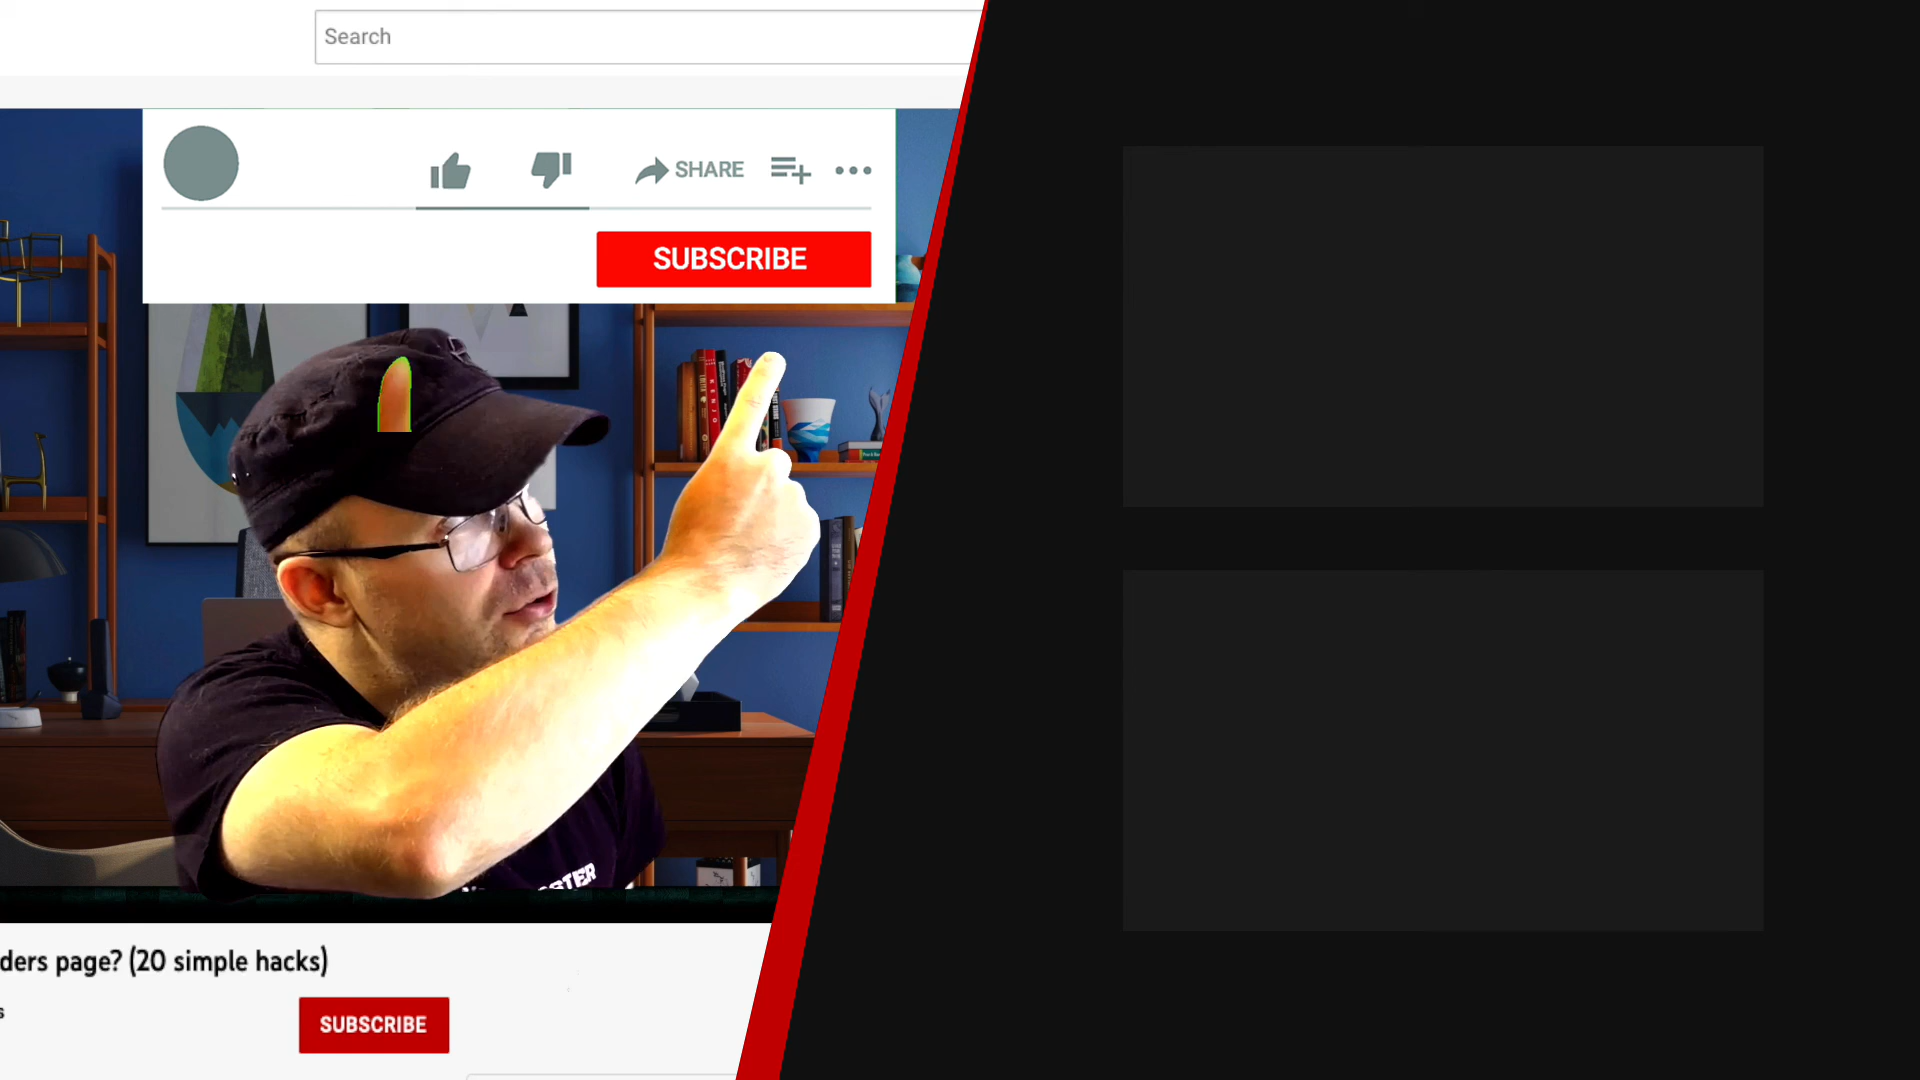 Search
SHARE
SUBSCRIBE
ders page? (20 simple hacks)
s
SUBSCRIBE